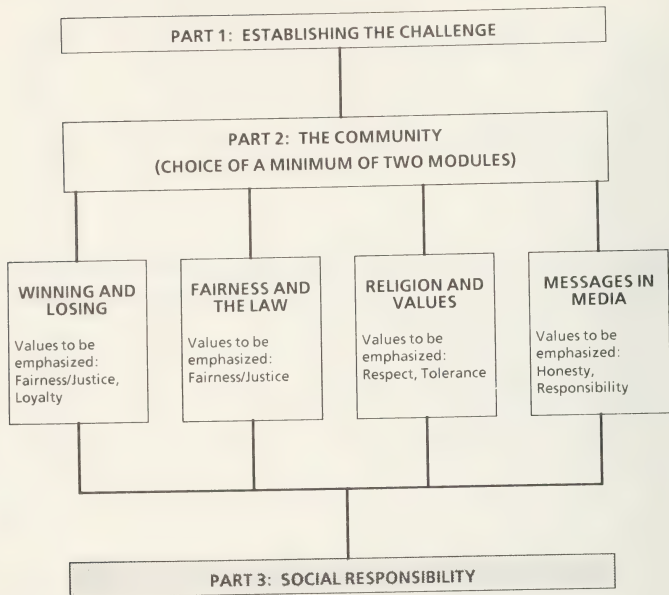 PART 1: ESTABLISHING THE CHALLENGE
PART 2: THE COMMUNITY
(CHOICE OF A MINIMUM OF TWO MODULES)
WINNING AND
LOSING
Values to be
emphasized:
Fairness/Justice,
Loyalty
FAIRNESS AND
THE LAW
Values to be
emphasized:
Fairness/Justice
RELIGION AND
VALUES
Values to be
emphasized:
Respect, Tolerance
MESSAGES IN
MEDIA
Values to be
emphasized:
Honesty,
Responsibility
PART 3: SOCIAL RESPONSIBILITY